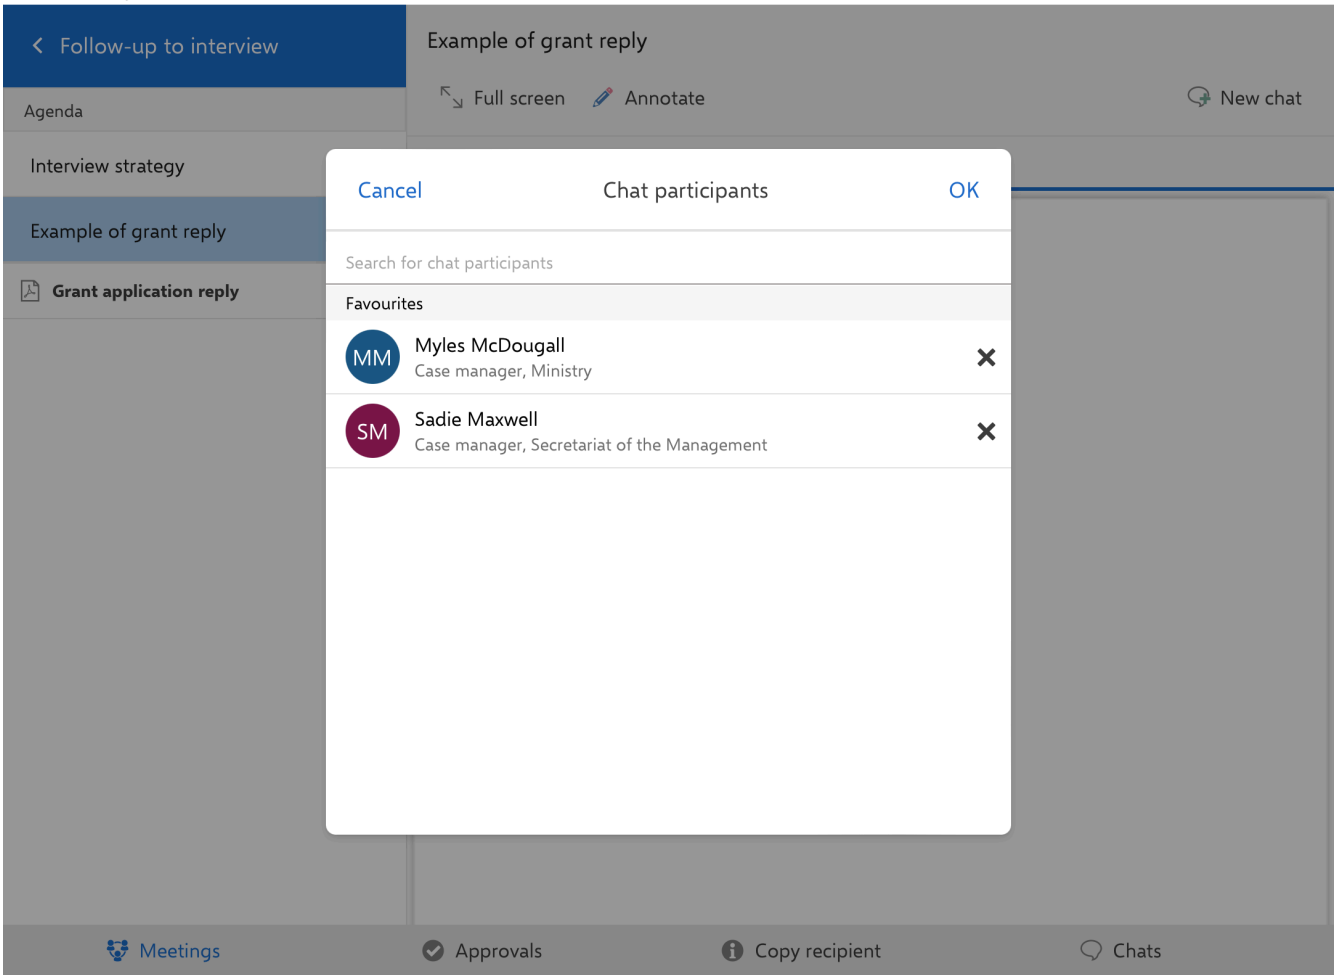 Follow-up to interview
Example of grant reply
Full screen
Annotate
New chat
Agenda
Interview strategy
Example of grant reply
Grant application reply
Cancel
Chat participants
OK
Search for chat participants
Favourites
MM
Myles McDougall
Case manager, Ministry
SM
Sadie Maxwell
Case manager, Secretariat of the Management
Meetings
Approvals
Copy recipient
Chats